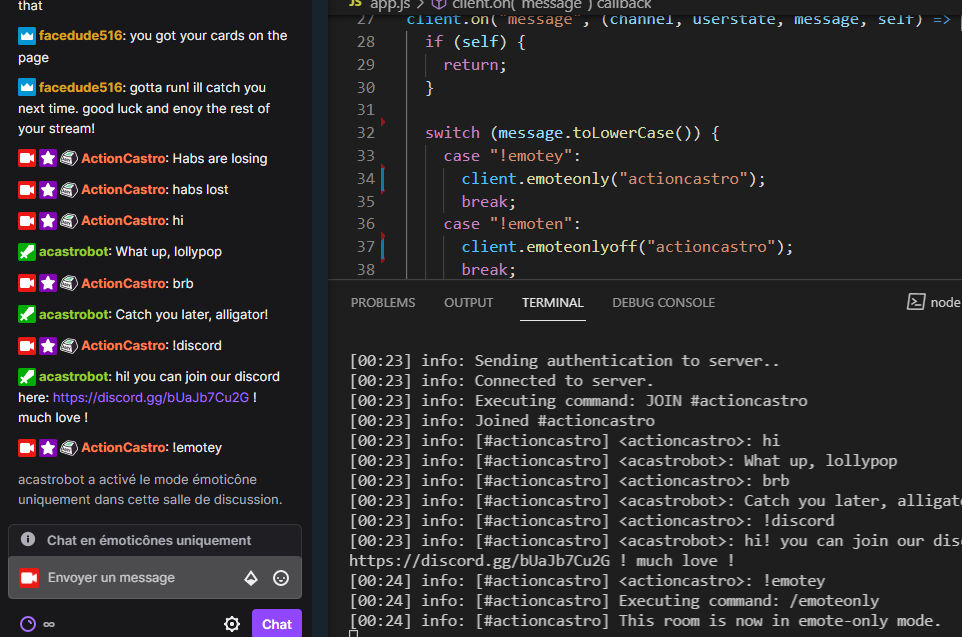 that
facedude516: you got your cards on the
page
facedude516: gotta run! ill catch you
next time. good luck and enoy the rest of
your stream!
ActionCastro: Habs are losing
ActionCastro: habs lost
ActionCastro: hi
acastrobot: What up, lollypop
ActionCastro: brb
acastrobot: Catch you later, alligator!
ActionCastro: !discord
acastrobot: hi! you can join our discord
here: https://discord.gg/bUaJb7Cu2G !
much love !
ActionCastro: !emotey
acastrobot a activé le mode émoticône
uniquement dans cette salle de discussion.
Chat en émoticônes uniquement
Envoyer un message
∞
Chat
JS app.js > client.on("message") callback
27 client.on("message", (channel, userstate, message, self) =>
28 if (self) {
29 return;
30 }
31
32 switch (message.toLowerCase()) {
33 case "!emotey":
34 client.emoteonly("actioncastro");
35 break;
36 case "!emoten":
37 client.emoteonlyoff("actioncastro");
38 break;
PROBLEMS OUTPUT TERMINAL DEBUG CONSOLE node
[00:23] info: Sending authentication to server..
[00:23] info: Connected to server.
[00:23] info: Executing command: JOIN #actioncastro
[00:23] info: Joined #actioncastro
[00:23] info: [#actioncastro] <actioncastro>: hi
[00:23] info: [#actioncastro] <acastrobot>: What up, lollypop
[00:23] info: [#actioncastro] <actioncastro>: brb
[00:23] info: [#actioncastro] <acastrobot>: Catch you later, alligato
[00:23] info: [#actioncastro] <actioncastro>: !discord
[00:23] info: [#actioncastro] <acastrobot>: hi! you can join our dis
https://discord.gg/bUaJb7Cu2G ! much love !
[00:24] info: [#actioncastro] <actioncastro>: !emotey
[00:24] info: [#actioncastro] Executing command: /emoteonly
[00:24] info: [#actioncastro] This room is now in emote-only mode.